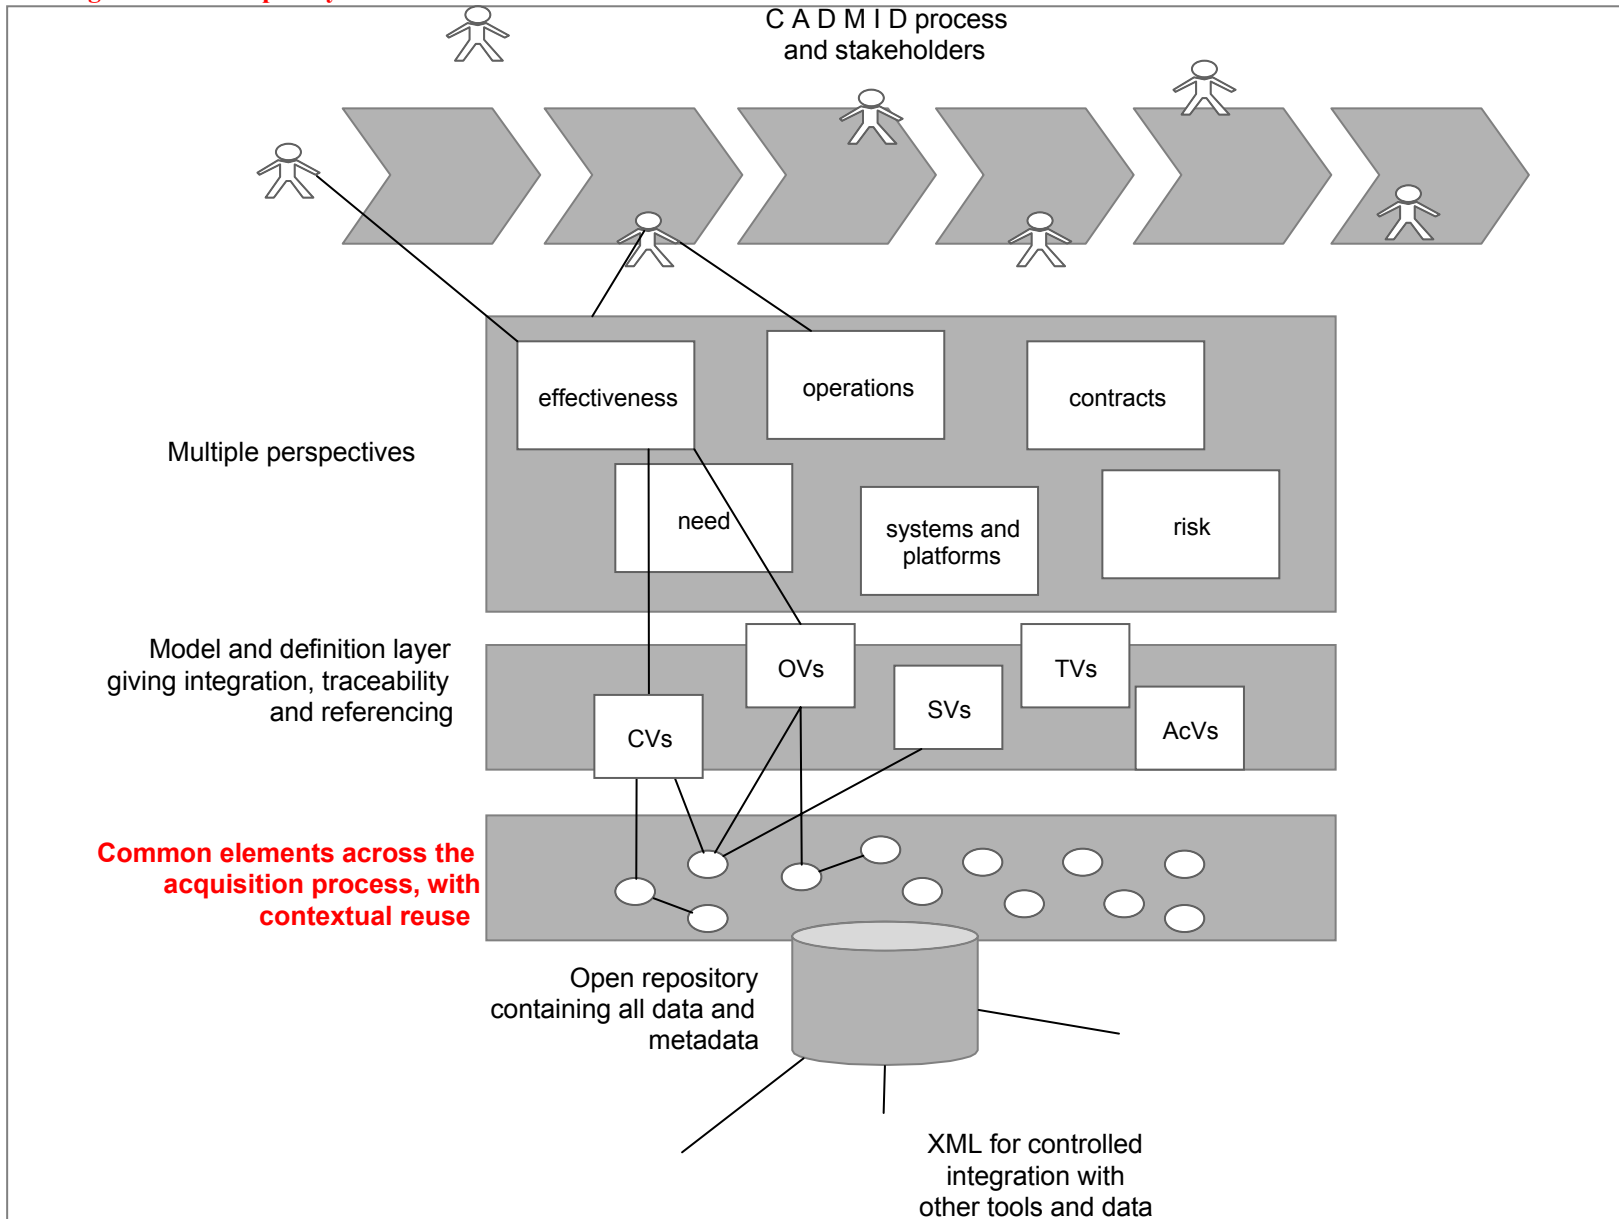 C A D M I D process
and stakeholders
effectiveness
operations
contracts
Multiple perspectives
need
systems and
platforms
risk
Model and definition layer
giving integration, traceability
and referencing
OVs
TVs
SVs
CVs
AcVs
Common elements across the
acquisition process, with
contextual reuse
Open repository
containing all data and
metadata
XML for controlled
integration with
other tools and data